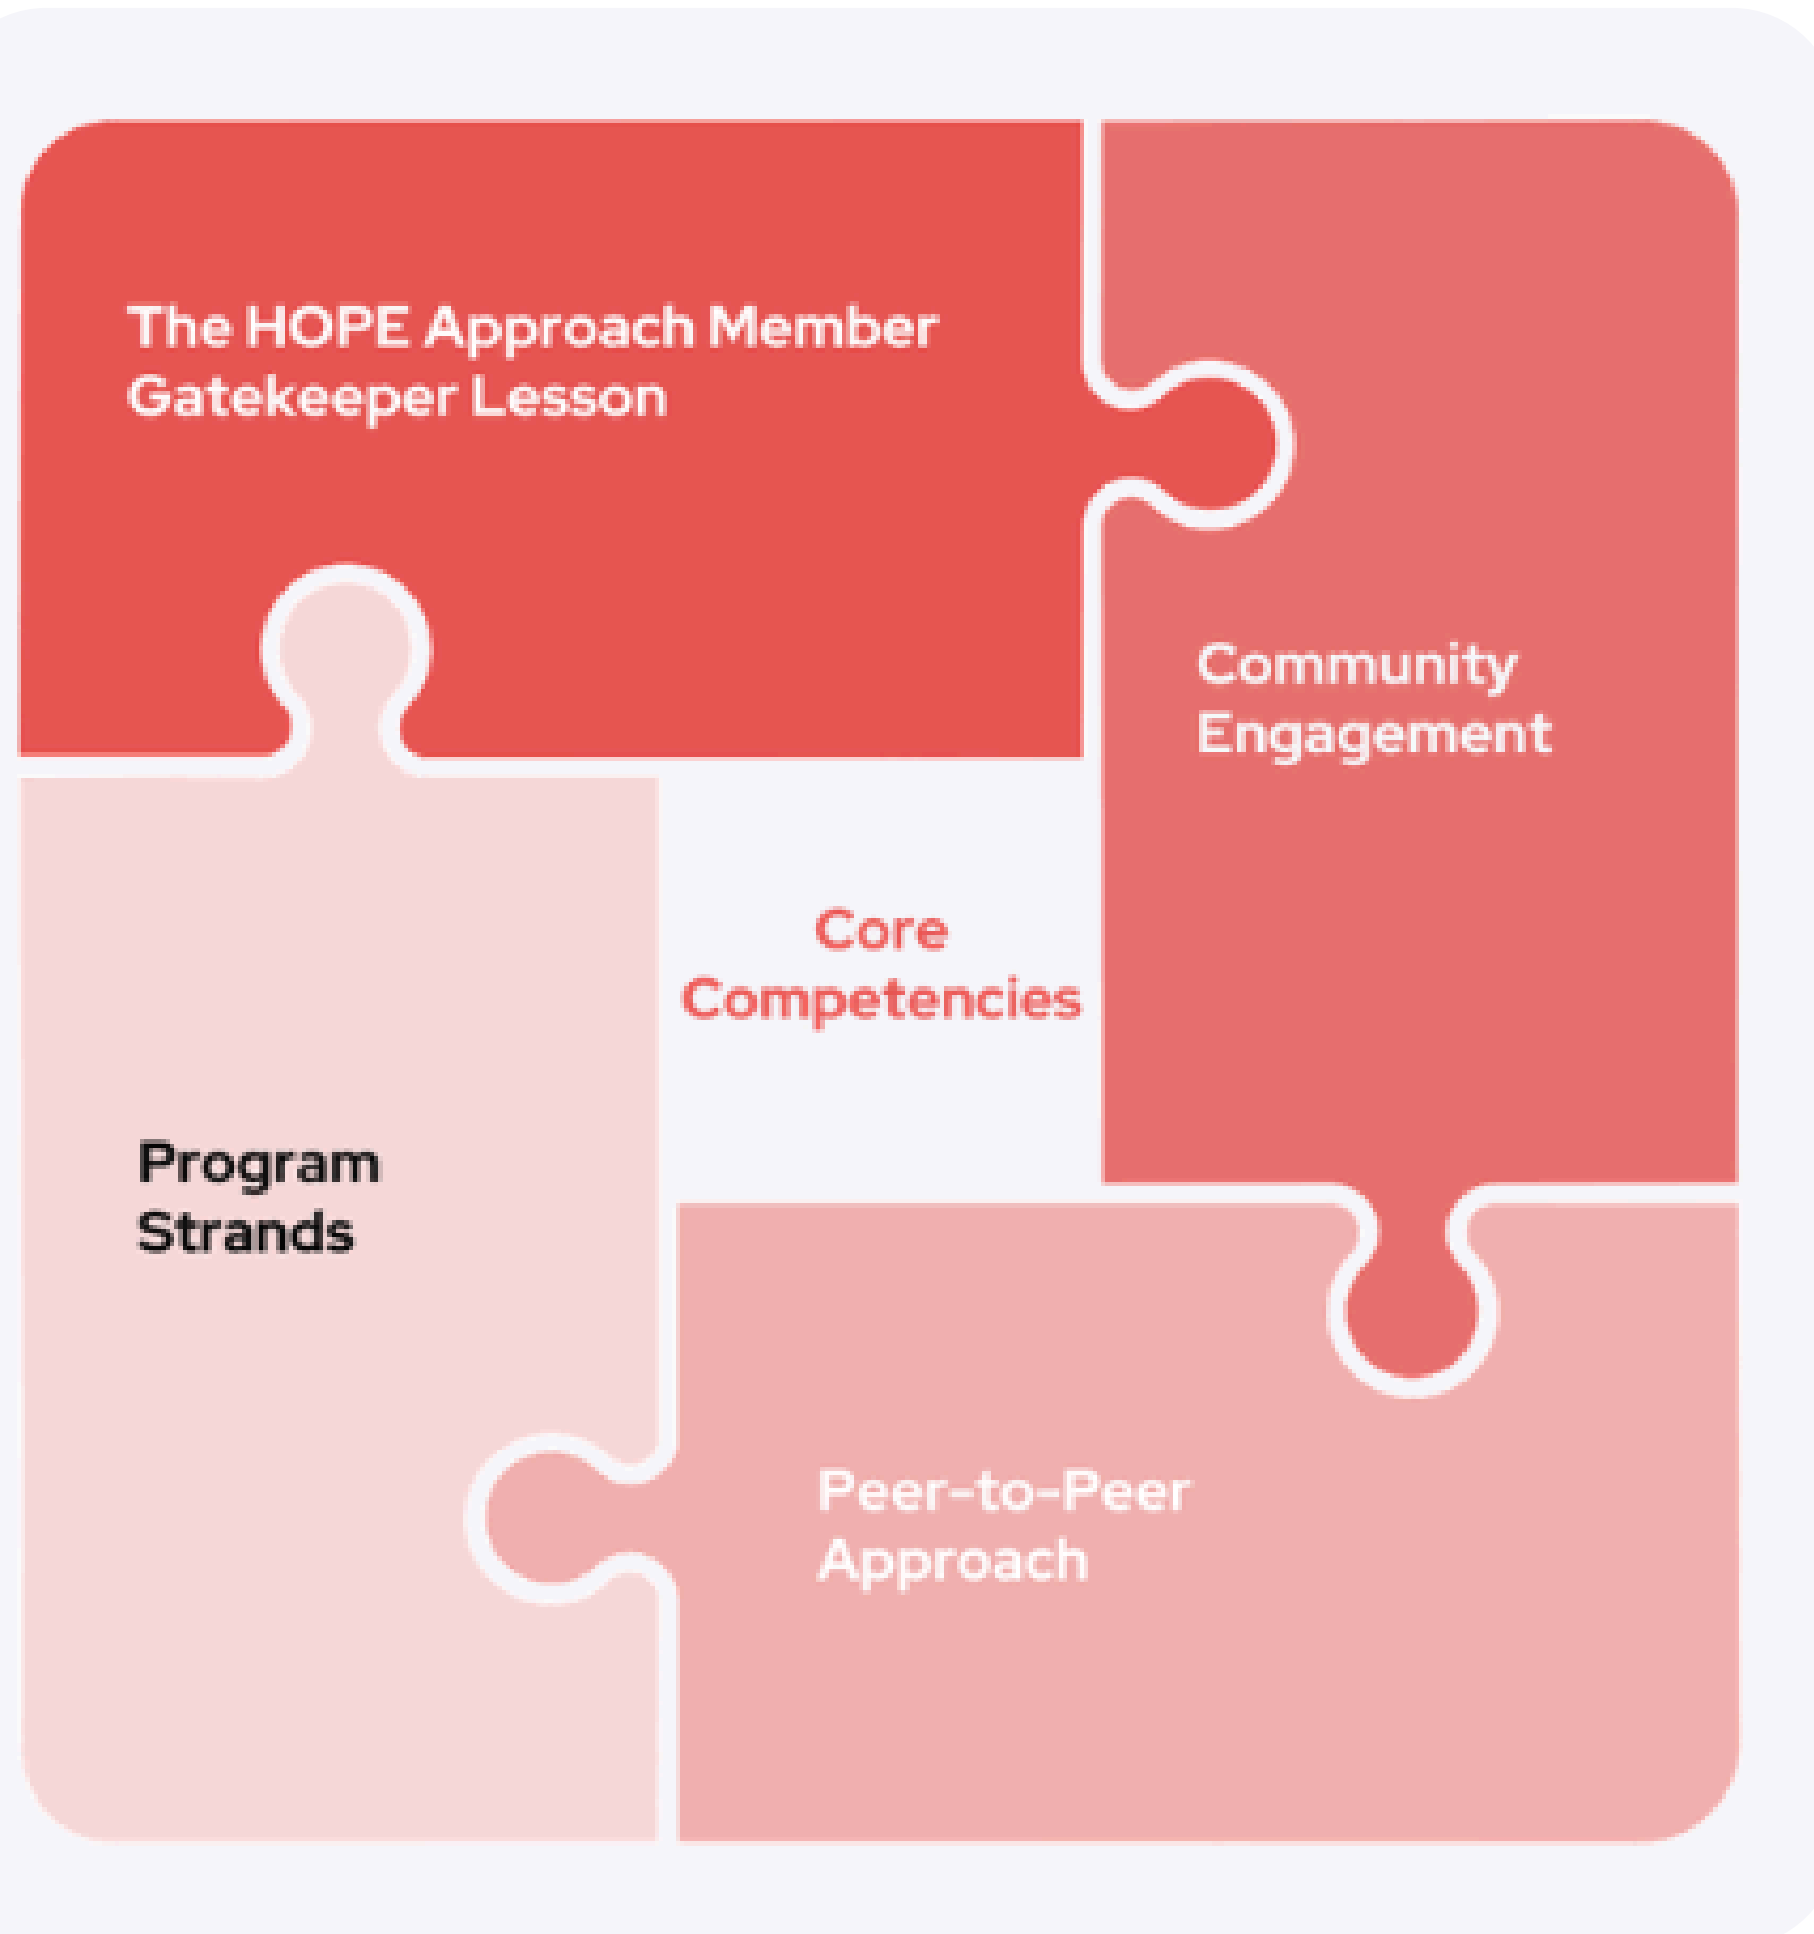 The HOPE Approach Member
Gatekeeper Lesson
Community
Engagement
Core
Competencies
Program
Strands
Peer-to-Peer
Approach